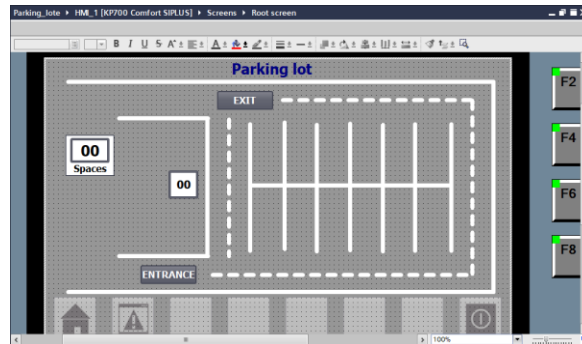 Parking_lote ▸ HMI_1 [KP700 Comfort SIPLUS] ▸ Screens ▸ Root screen
B I U S A
Parking lot
EXIT
F2
00
Spaces
F4
00
F6
F8
ENTRANCE
100%